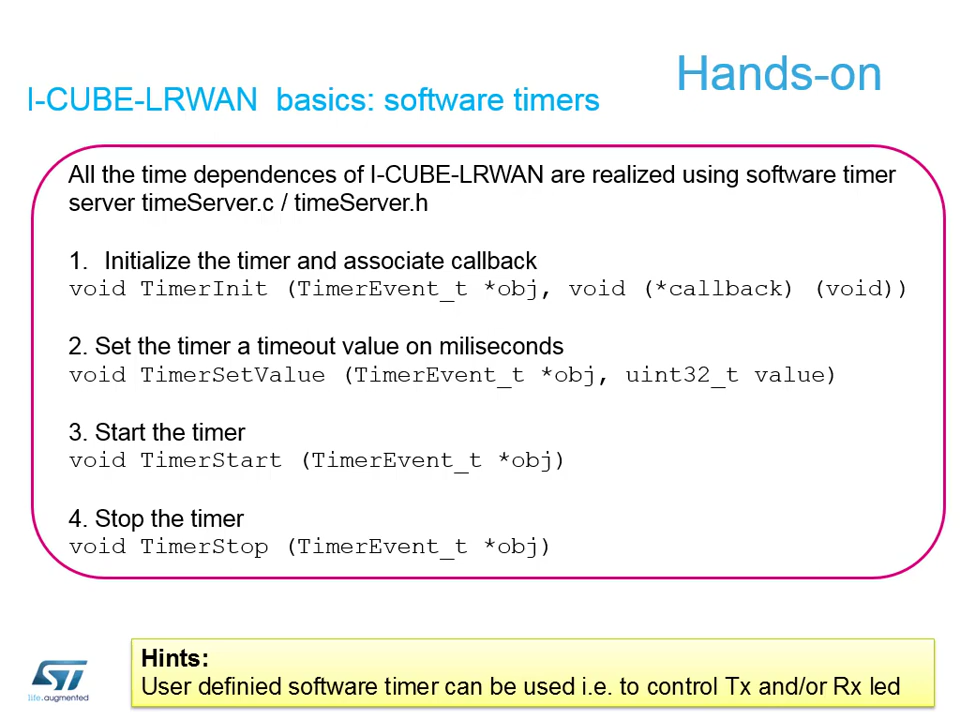 Hands-on
I-CUBE-LRWAN basics: software timers
All the time dependences of I-CUBE-LRWAN are realized using software timer
server timeServer.c / timeServer.h
1. Initialize the timer and associate callback
void TimerInit (TimerEvent_t *obj, void (*callback) (void))
2. Set the timer a timeout value on miliseconds
void TimerSetValue (TimerEvent_t *obj, uint32_t value)
3. Start the timer
void TimerStart (TimerEvent_t *obj)
4. Stop the timer
void TimerStop (TimerEvent_t *obj)
Hints:
User definied software timer can be used i.e. to control Tx and/or Rx led
ST
life.augmented